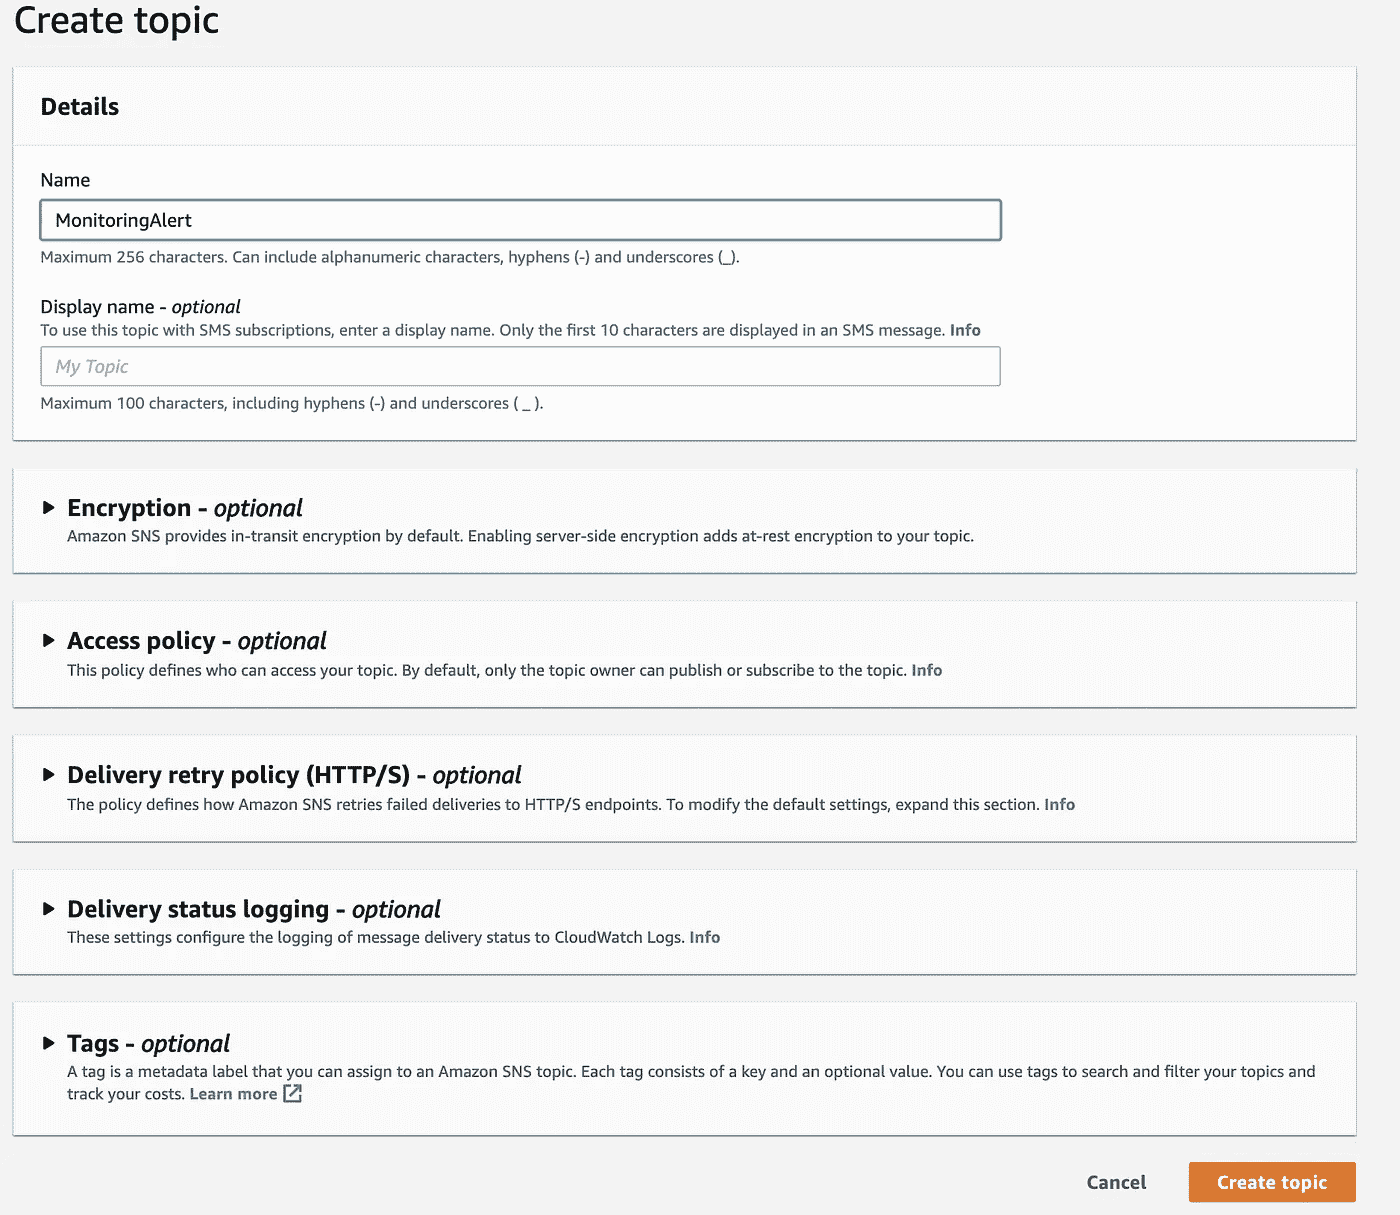 Create topic
Details
Name
MonitoringAlert
Maximum 256 characters. Can include alphanumeric characters, hyphens (-) and underscores (_).
Display name - optional
To use this topic with SMS subscriptions, enter a display name. Only the first 10 characters are displayed in an SMS message. Info
My Topic
Maximum 100 characters, including hyphens (-) and underscores ( _ ).
Encryption - optional
Amazon SNS provides in-transit encryption by default. Enabling server-side encryption adds at-rest encryption to your topic.
Access policy - optional
This policy defines who can access your topic. By default, only the topic owner can publish or subscribe to the topic. Info
Delivery retry policy (HTTP/S) - optional
The policy defines how Amazon SNS retries failed deliveries to HTTP/S endpoints. To modify the default settings, expand this section. Info
Delivery status logging - optional
These settings configure the logging of message delivery status to CloudWatch Logs. Info
Tags - optional
A tag is a metadata label that you can assign to an Amazon SNS topic. Each tag consists of a key and an optional value. You can use tags to search and filter your topics and
track your costs. Learn more
Cancel Create topic